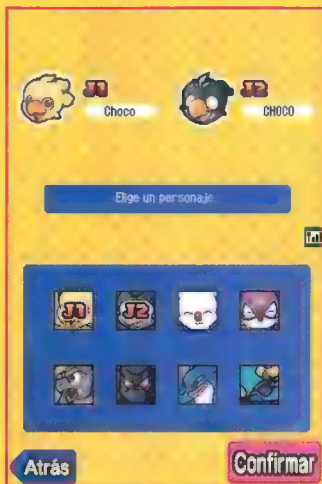 J1
Choco
J2
CHOCO
Elige un personaje.
J1
J2
Atrás
Confirmar